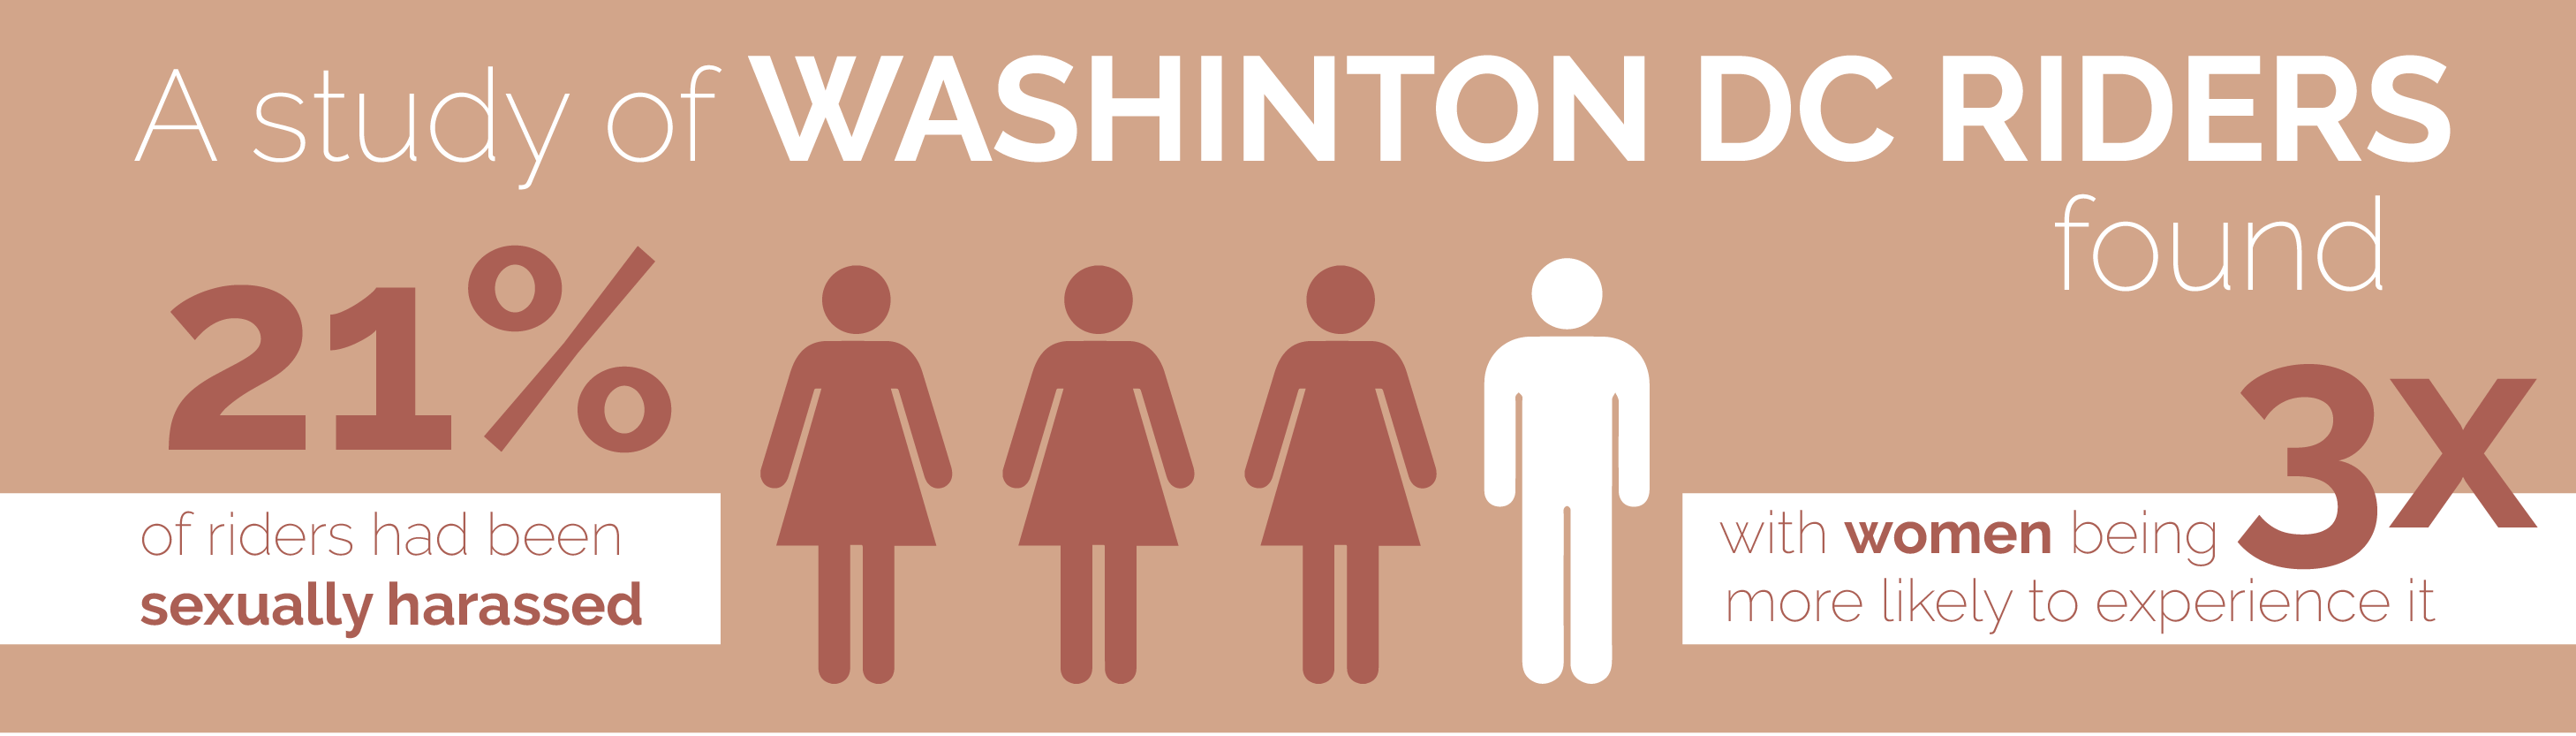 A study of WASHINTON DC RIDERS
found
21%
of riders had been
sexually harassed
with women being 3x
more likely to experience it